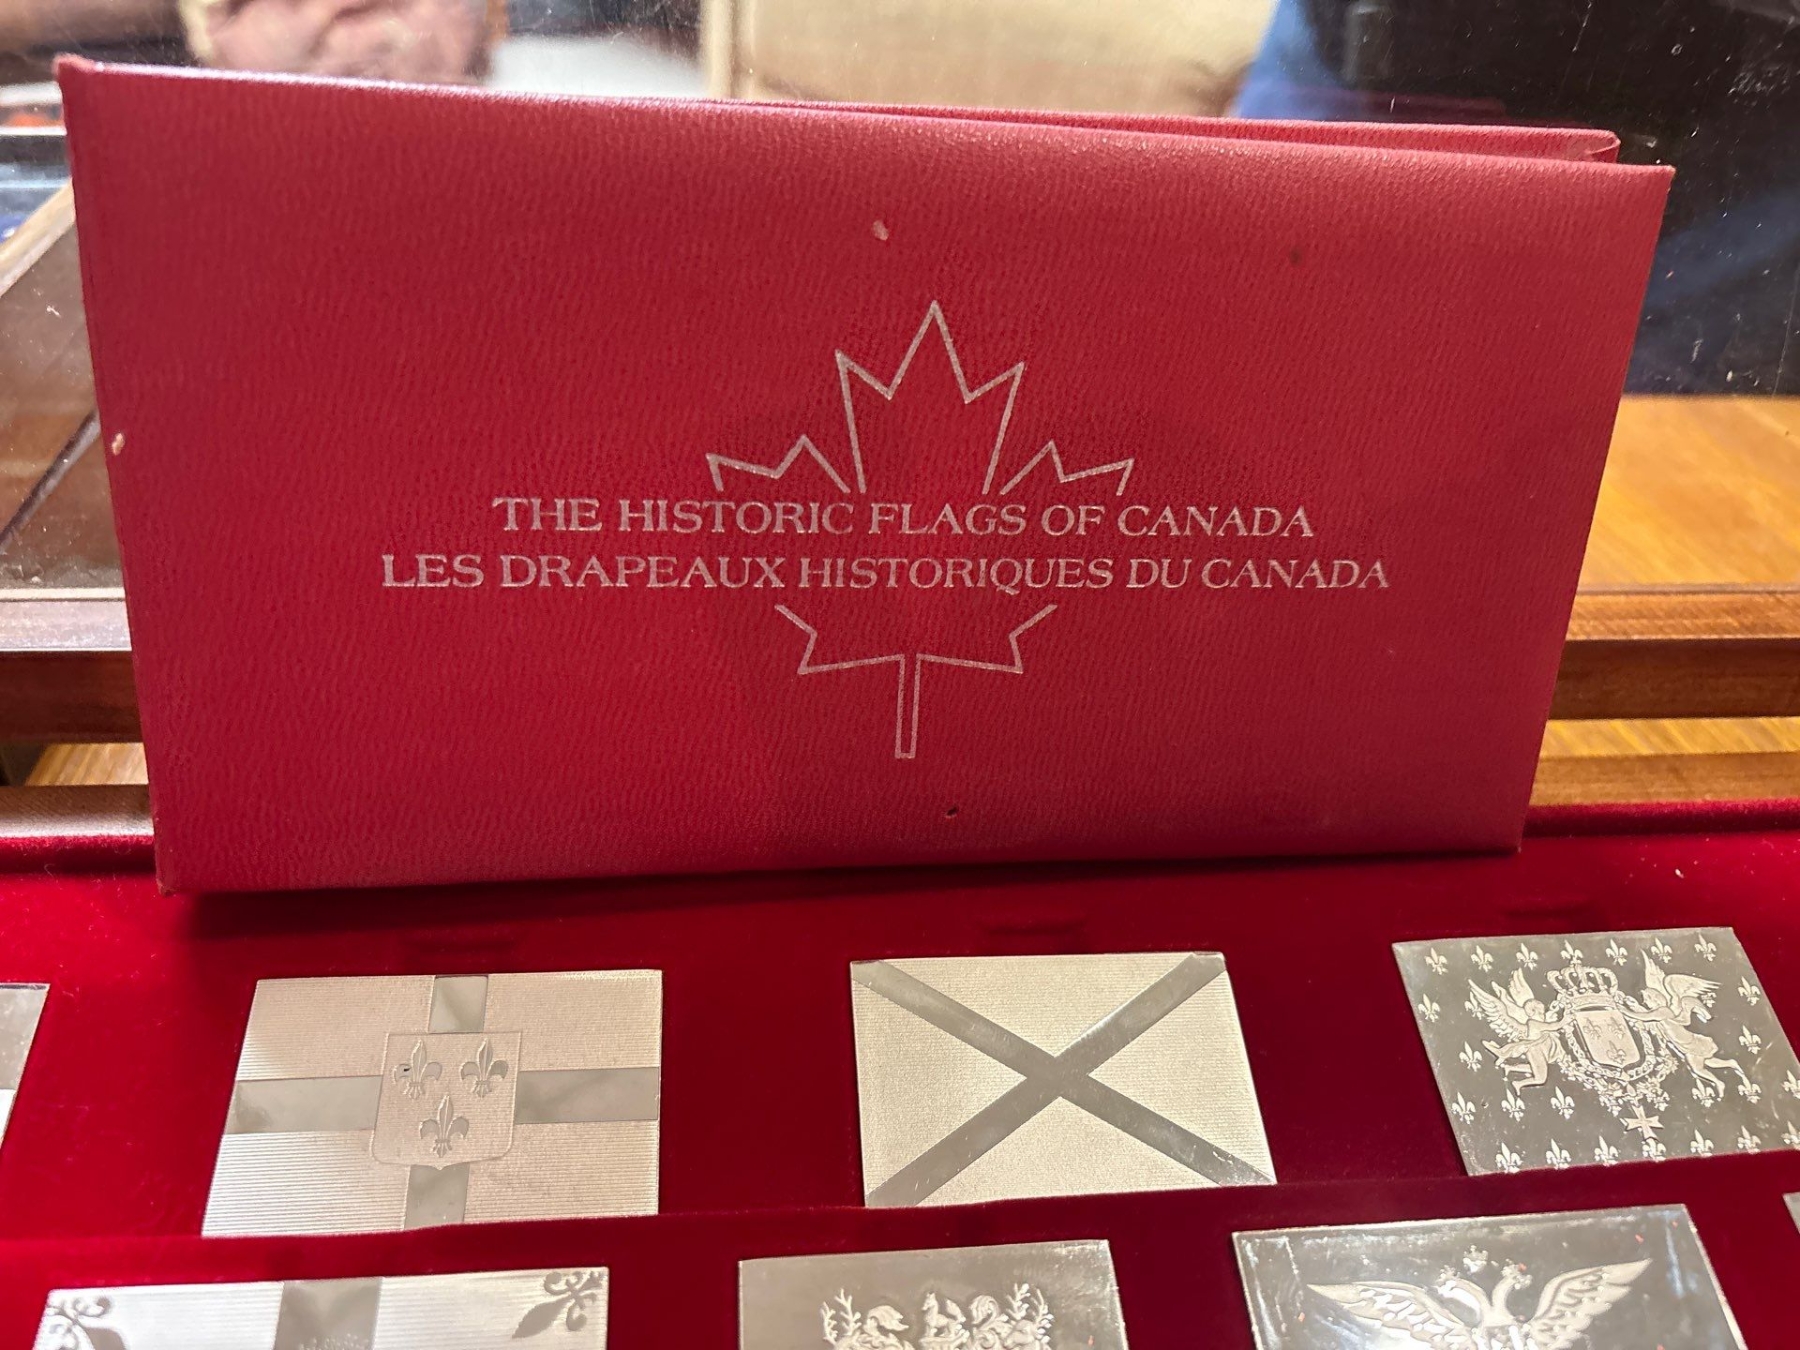 THE HISTORIC FLAGS OF CANADA
LES DRAPEAUX HISTORIQUES DU CANADA